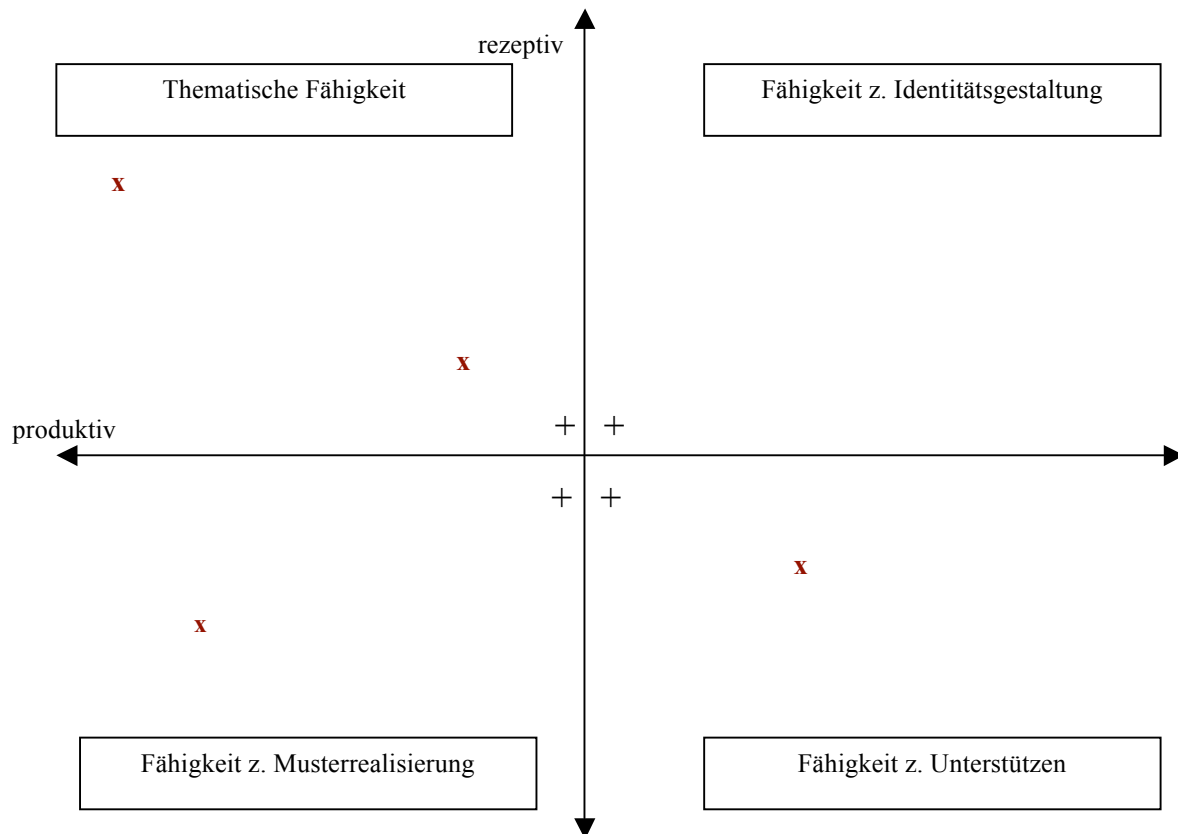 rezeptiv
Thematische Fähigkeit
Fähigkeit z. Identitätsgestaltung
x
x
+ +
produktiv
+ +
x
x
Fähigkeit z. Musterrealisierung
Fähigkeit z. Unterstützen